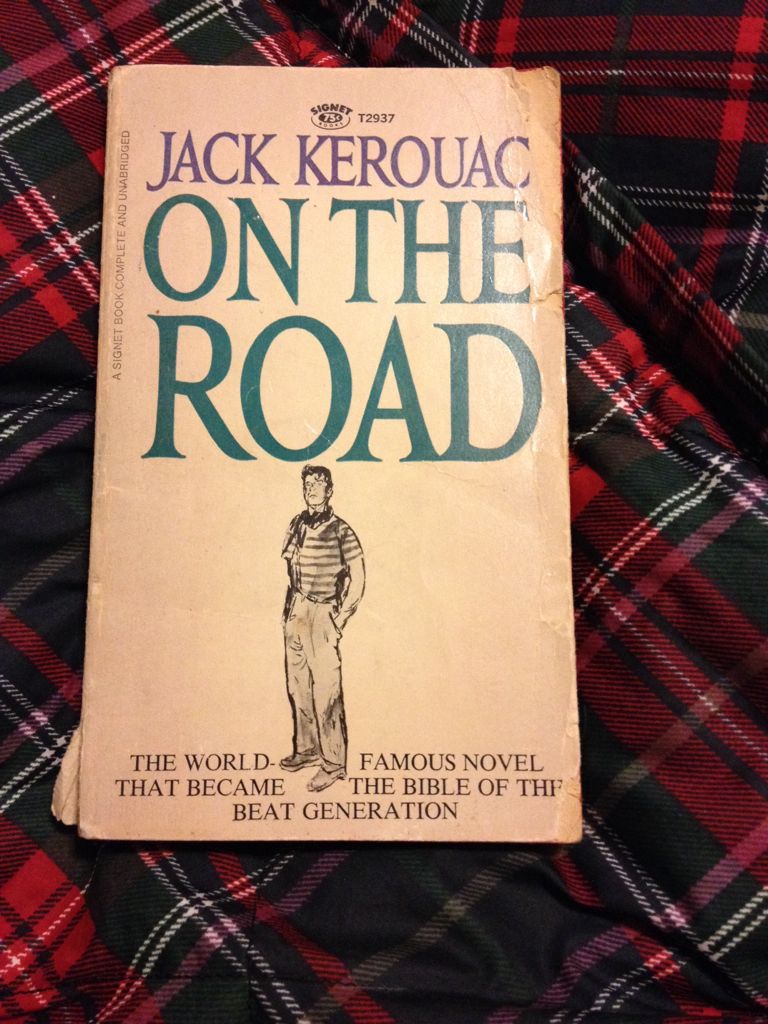 SIGNET
75¢
BOOKS
T2937
JACK KEROUAC
ON THE
ROAD
A SIGNET BOOK COMPLETE AND UNABRIDGED
THE WORLD- FAMOUS NOVEL
THAT BECAME THE BIBLE OF THE
BEAT GENERATION